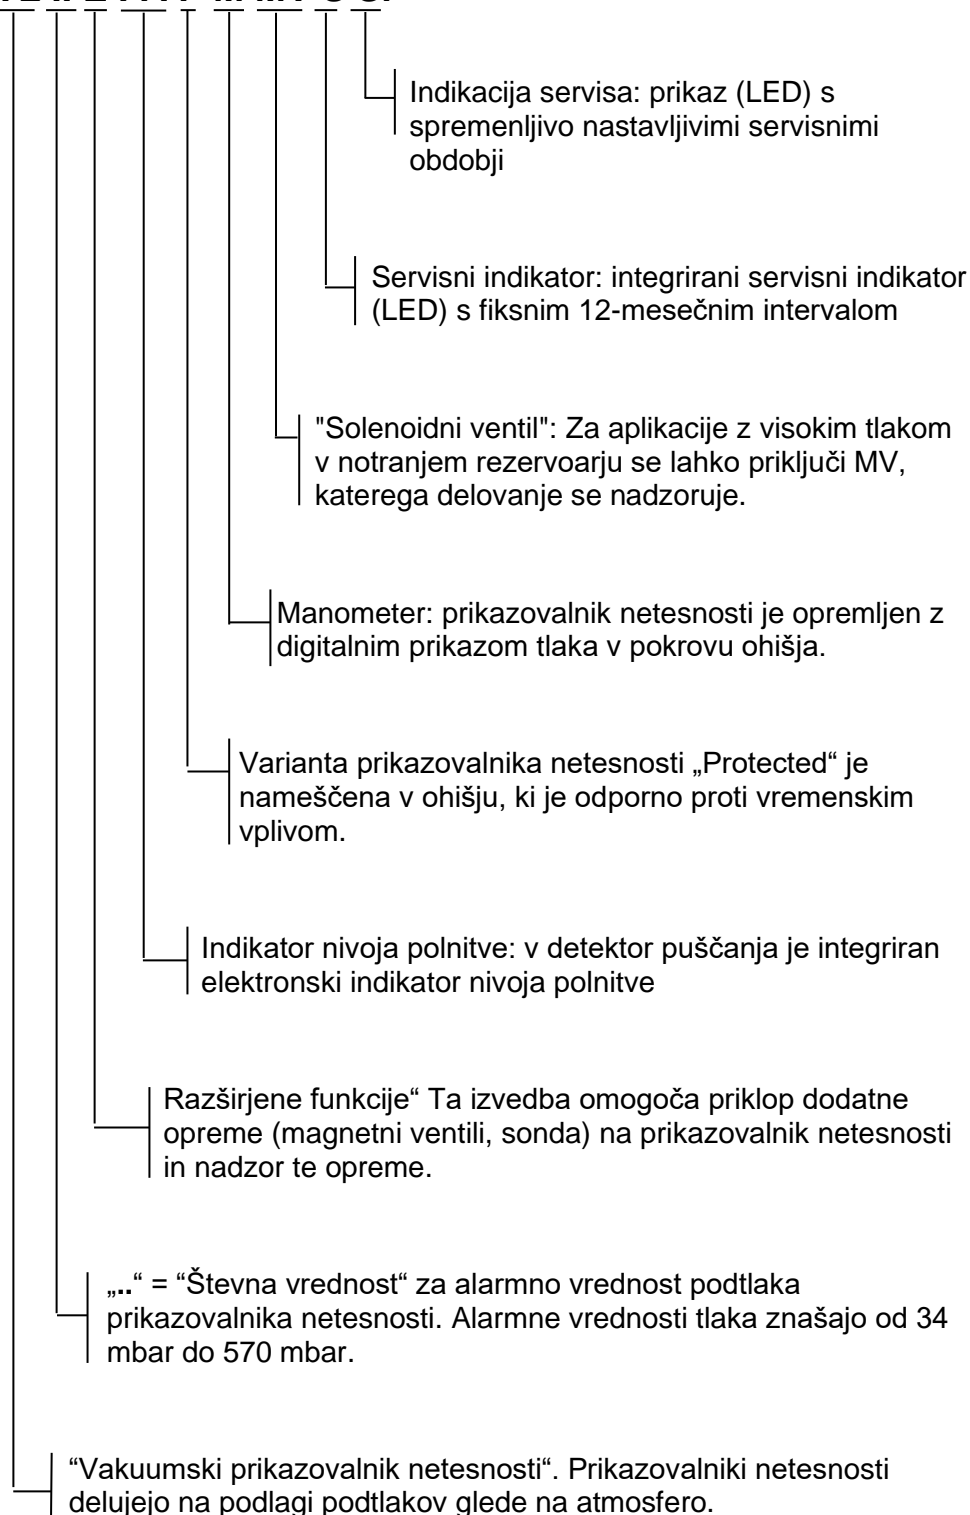 Indikacija servisa: prikaz (LED) s
spremenljivo nastavljivimi servisnimi
obdobji
Servisni indikator: integrirani servisni indikator
(LED) s fiksnim 12-mesečnim intervalom
"Solenoidni ventil": Za aplikacije z visokim tlakom
v notranjem rezervoarju se lahko priključi MV,
katerega delovanje se nadzoruje.
Manometer: prikazovalnik netesnosti je opremljen z
digitalnim prikazom tlaka v pokrovu ohišja.
Varianta prikazovalnika netesnosti „Protected“ je
nameščena v ohišju, ki je odporno proti vremenskim
vplivom.
Indikator nivoja polnitve: v detektor puščanja je integriran
elektronski indikator nivoja polnitve
Razširjene funkcije“ Ta izvedba omogoča priklop dodatne
opreme (magnetni ventili, sonda) na prikazovalnik netesnosti
in nadzor te opreme.
„..“ = “Števna vrednost“ za alarmno vrednost podtlaka
prikazovalnika netesnosti. Alarmne vrednosti tlaka znašajo od 34
mbar do 570 mbar.
“Vakuumski prikazovalnik netesnosti“. Prikazovalniki netesnosti
delujejo na podlagi podtlakov glede na atmosfero.